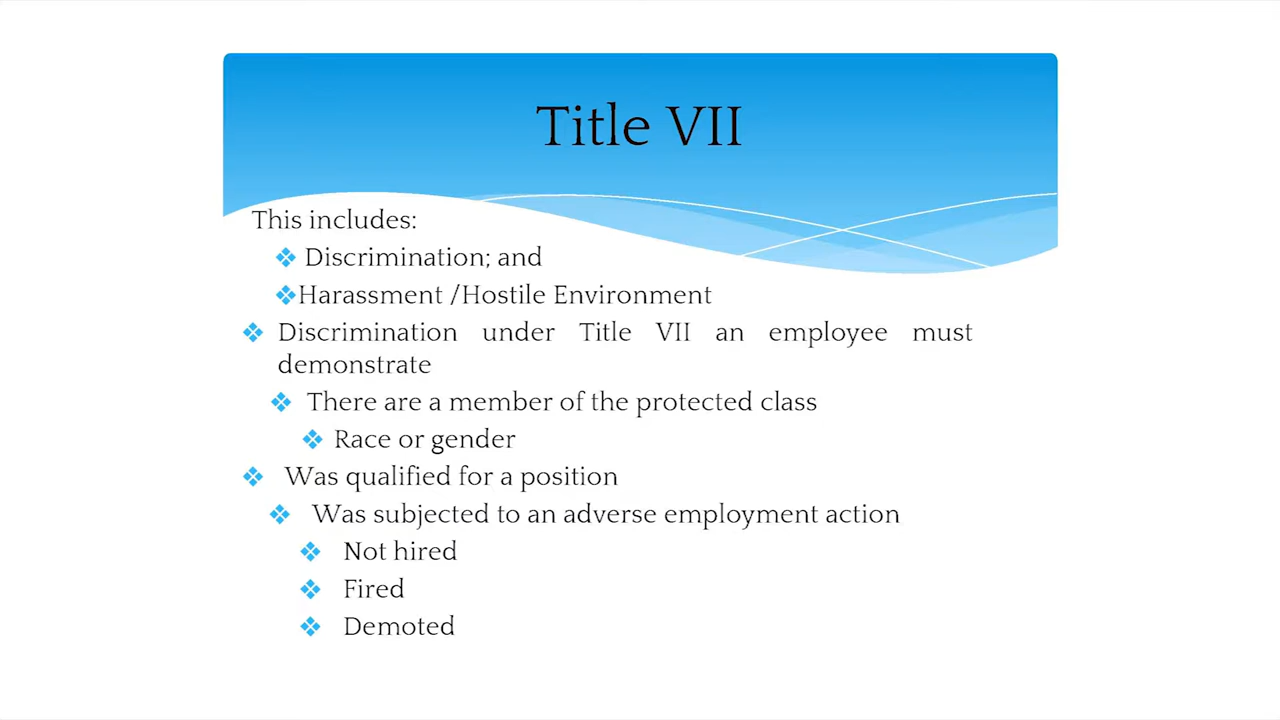 Title VII
This includes:
Discrimination; and
Harassment /Hostile Environment
Discrimination under Title VII an employee must
demonstrate
There are a member of the protected class
Race or gender
Was qualified for a position
Was subjected to an adverse employment action
Not hired
Fired
Demoted